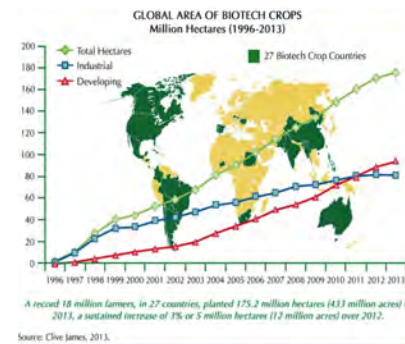 GLOBAL AREA OF BIOTECH CROPS
Million Hectares (1996-2013)
200
180
160
140
120
100
80
60
40
20
0
Total Hectares
Industrial
Developing
27 Biotech Crop Countries
1996 1997 1998 1999 2000 2001 2002 2003 2004 2005 2006 2007 2008 2009 2010 2011 2012 2013
A record 18 million farmers, in 27 countries, planted 175.2 million hectares (433 million acres)
2013, a sustained increase of 3% or 5 million hectares (12 million acres) over 2012.
Source: Clive James, 2013.